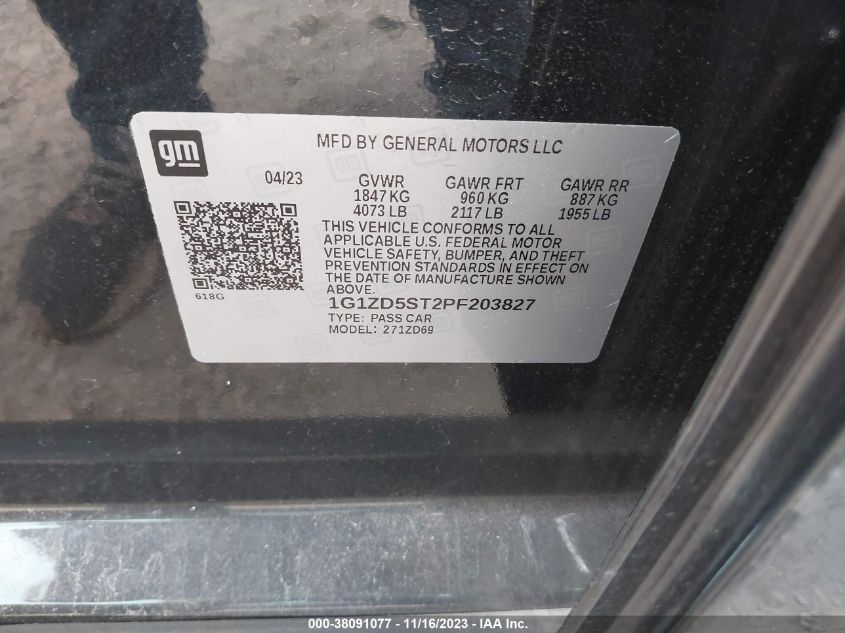 gm
MFD BY GENERAL MOTORS LLC
04/23 GVWR GAWR FRT GAWR RR
1847 KG 960 KG 887 KG
4073 LB 2117 LB 1955 LB
THIS VEHICLE CONFORMS TO ALL
APPLICABLE U.S. FEDERAL MOTOR
VEHICLE SAFETY, BUMPER, AND THEFT
PREVENTION STANDARDS IN EFFECT ON
THE DATE OF MANUFACTURE SHOWN
ABOVE.
618G
1G1ZD5ST2PF203827
TYPE: PASS CAR
MODEL: 271ZD69
000-38091077 - 11/16/2023 - IAA Inc.